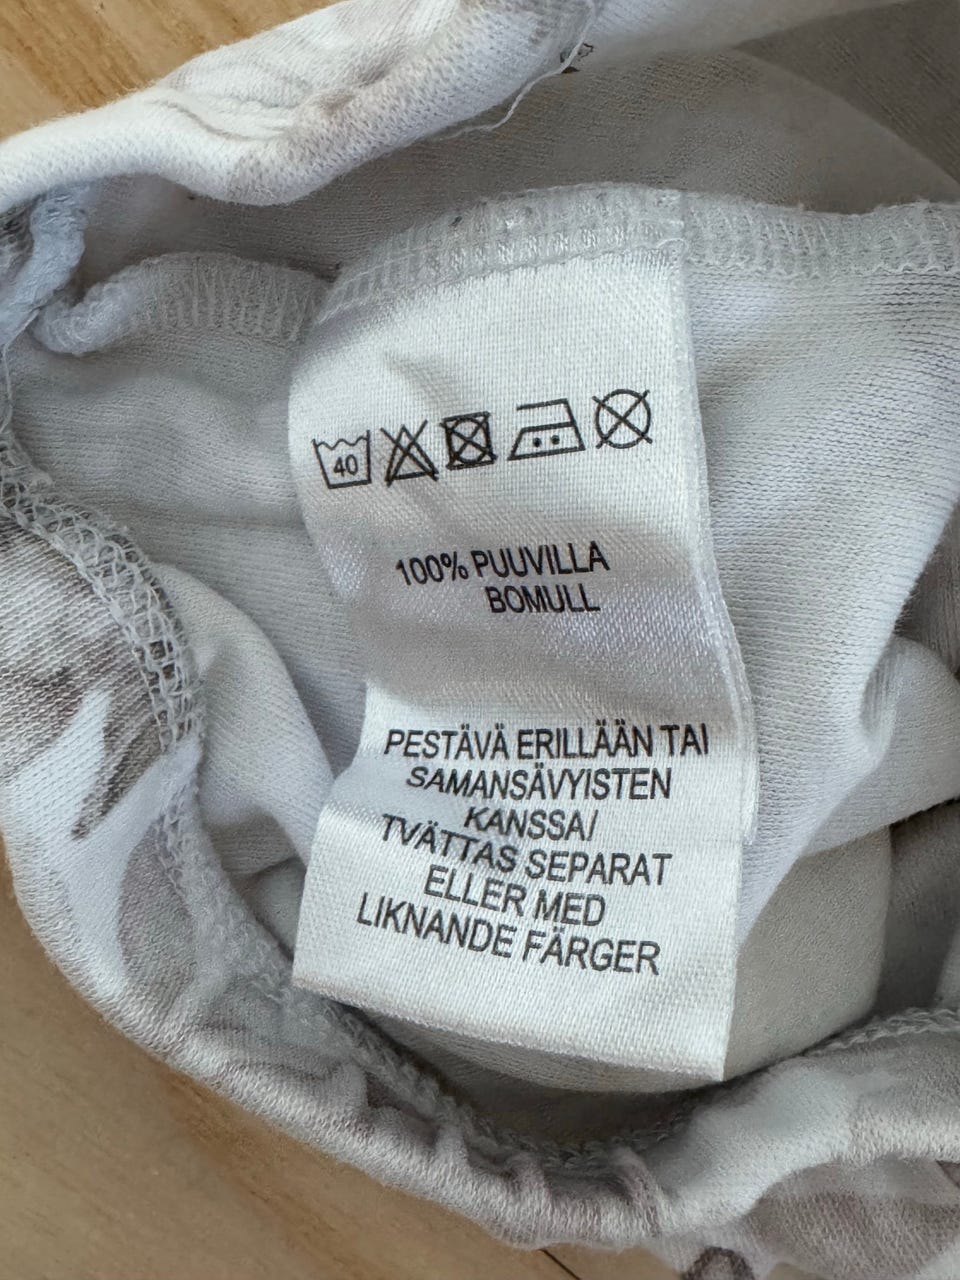 40
100% PUUVILLA
BOMULL
PESTÄVÄ ERILLÄÄN TAI
SAMANSÄVYISTEN
KANSSA/
TVÄTTAS SEPARAT
ELLER MED
LIKNANDE FÄRGER